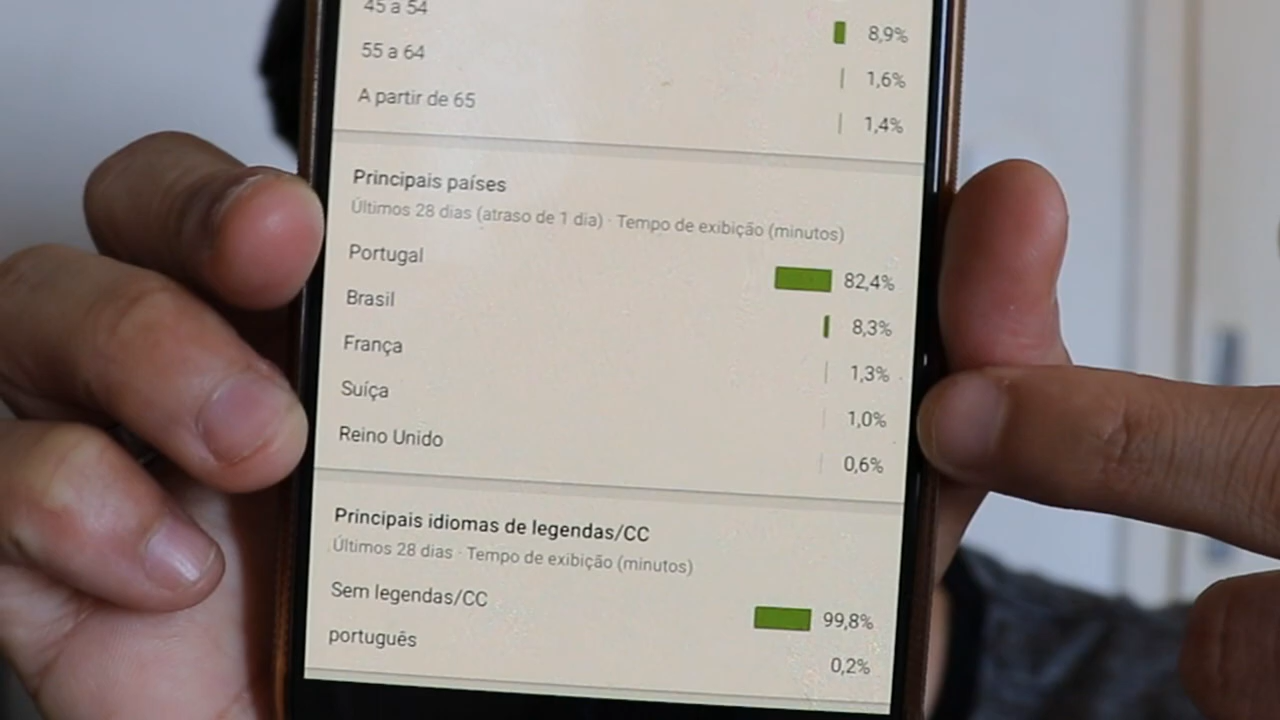 45 a 54 8,9%
55 a 64 1,6%
A partir de 65 1,4%
Principais países
Últimos 28 dias (atraso de 1 dia) · Tempo de exibição (minutos)
Portugal 82,4%
Brasil 8,3%
França 1,3%
Suíça 1,0%
Reino Unido 0,6%
Principais idiomas de legendas/CC
Últimos 28 dias · Tempo de exibição (minutos)
Sem legendas/CC 99,8%
português 0,2%